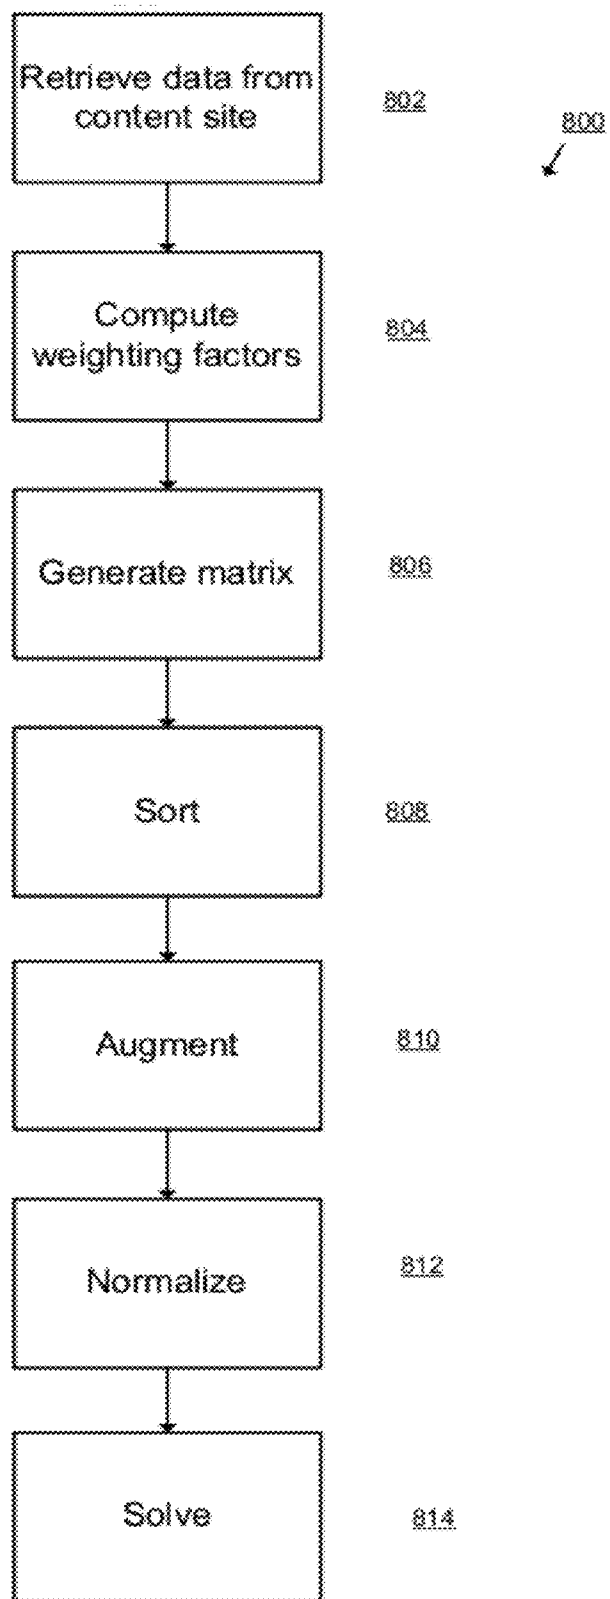 Retrieve data from
content site
802
800
Compute
weighting factors
804
Generate matrix
806
Sort
808
Augment
810
Normalize
812
Solve
814